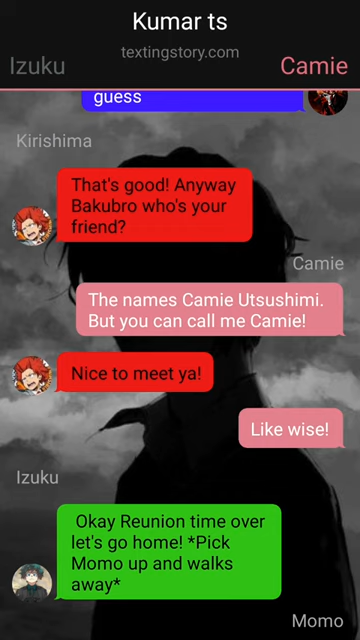 Kumar ts
textingstory.com
Izuku
Camie
guess
Kirishima
That's good! Anyway
Bakubro who's your
friend?
Camie
The names Camie Utsushimi.
But you can call me Camie!
Nice to meet ya!
Like wise!
Izuku
Okay Reunion time over
let's go home! *Pick
Momo up and walks
away*
Momo